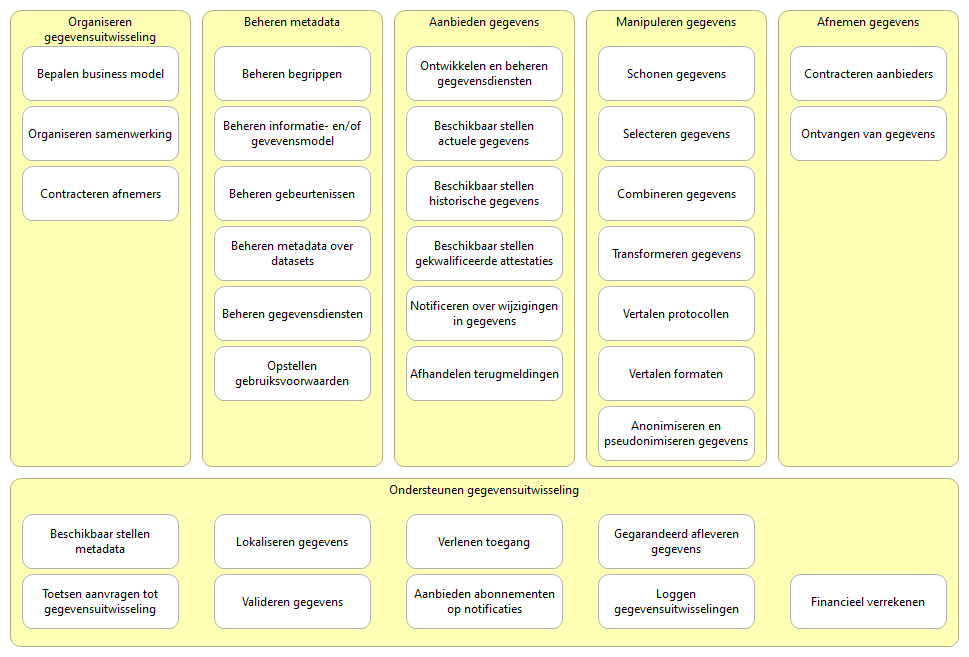 Organiseren
gegevensuitwisseling
Bepalen business model
Organiseren samenwerking
Contracteren afnemers
Beheren metadata
Beheren begrippen
Beheren informatie- en/of
gevevensmodel
Beheren gebeurtenissen
Beheren metadata over
datasets
Beheren gegevensdiensten
Opstellen
gebruiksvoorwaarden
Aanbieden gegevens
Ontwikkelen en beheren
gegevensdiensten
Beschikbaar stellen
actuele gegevens
Beschikbaar stellen
historische gegevens
Beschikbaar stellen
gekwalificeerde attestaties
Notificeren over wijzigingen
in gegevens
Afhandelen terugmeldingen
Manipuleren gegevens
Schonen gegevens
Selecteren gegevens
Combineren gegevens
Transformeren gegevens
Vertalen protocollen
Vertalen formaten
Anonimiseren en
pseudonimiseren gegevens
Afnemen gegevens
Contracteren aanbieders
Ontvangen van gegevens
Ondersteunen gegevensuitwisseling
Beschikbaar stellen
metadata
Lokaliseren gegevens
Verlenen toegang
Gegarandeerd afleveren
gegevens
Toetsen aanvragen tot
gegevensuitwisseling
Valideren gegevens
Aanbieden abonnementen
op notificaties
Loggen
gegevensuitwisselingen
Financieel verrekenen